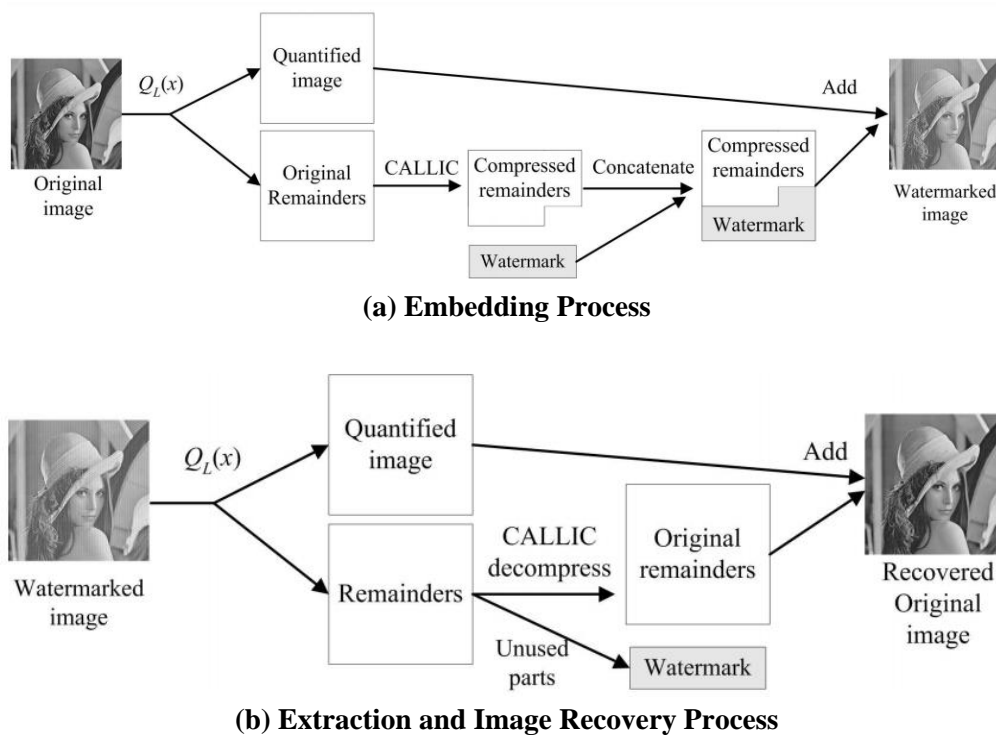 Quantified
image
Q_L(x)
Add
Original
image
Original
Remainders
CALLIC
Compressed
remainders
Concatenate
Compressed
remainders
Watermark
Watermark
Watermarked
image
(a) Embedding Process
Quantified
image
Q_L(x)
Add
Watermarked
image
Remainders
CALLIC
decompress
Original
remainders
Unused
parts
Watermark
Recovered
Original
image
(b) Extraction and Image Recovery Process